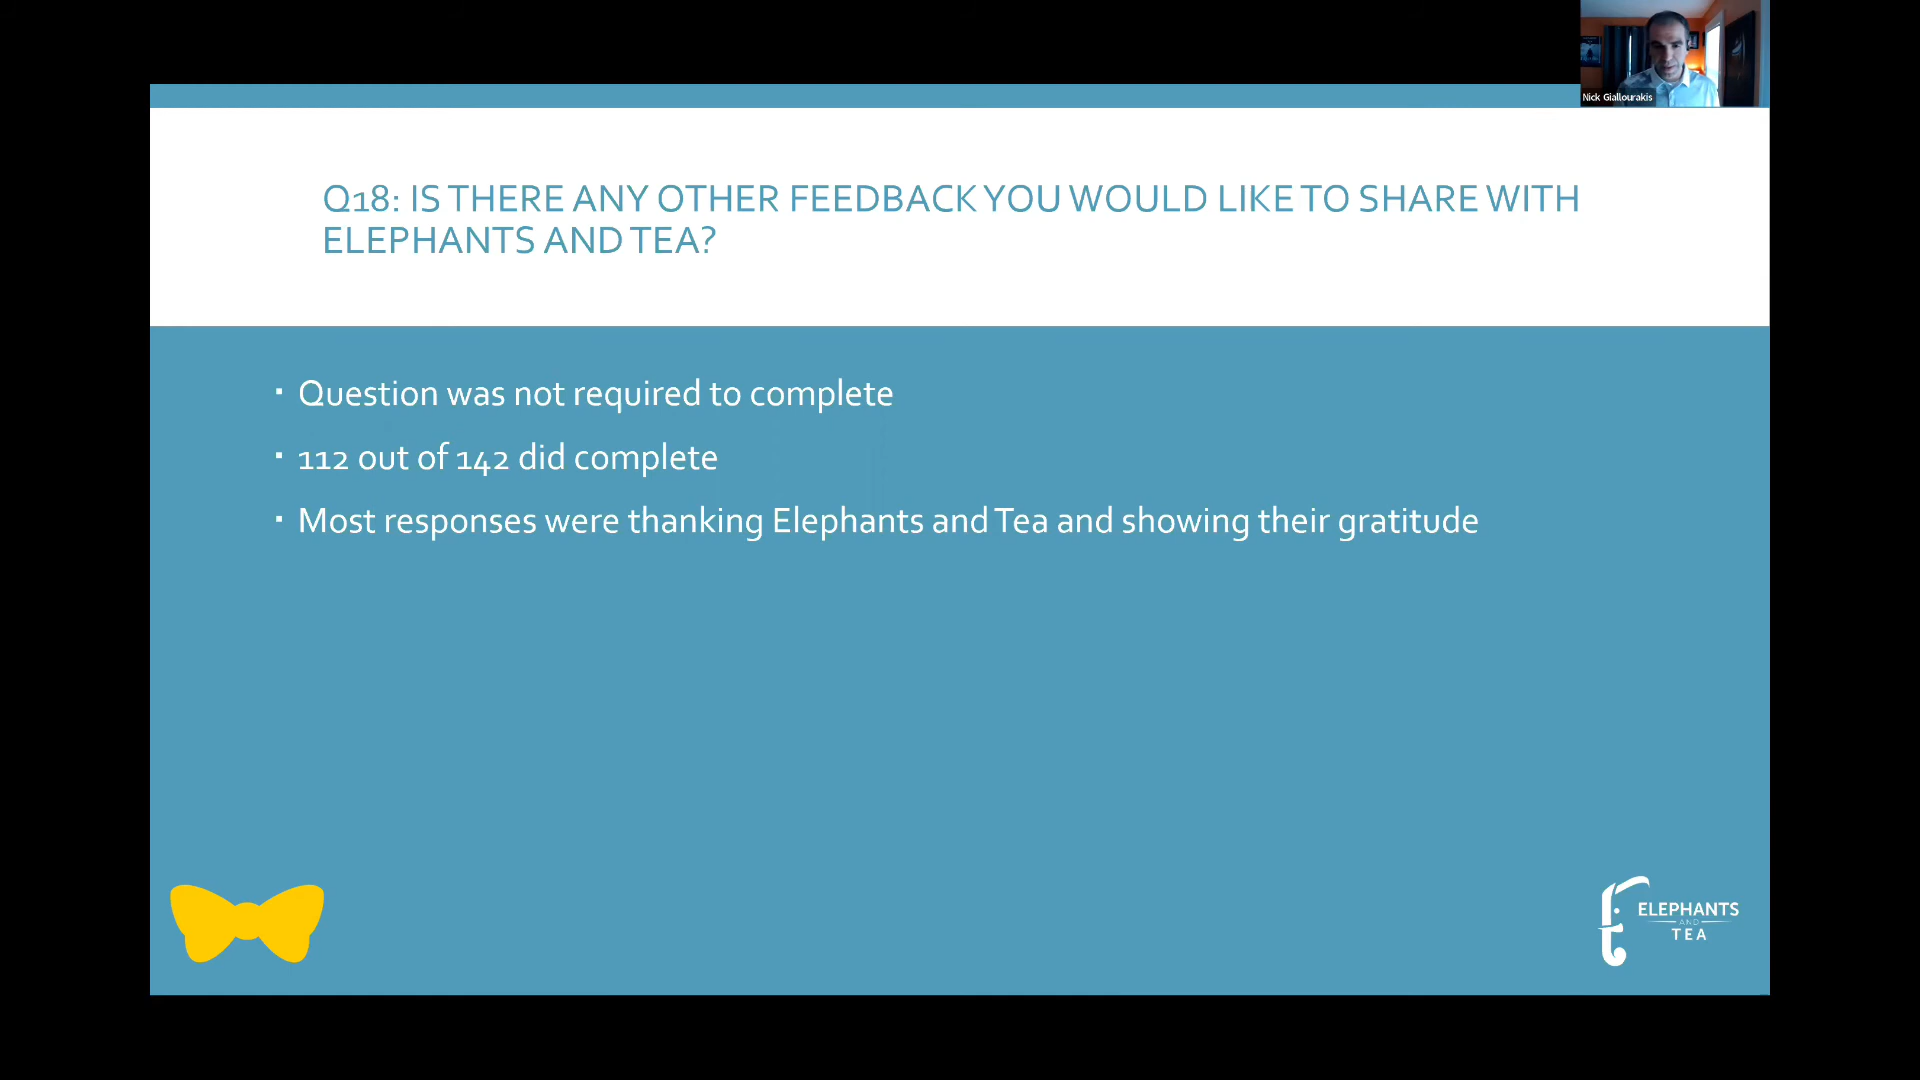 Nick Giallourakis
Q18: IS THERE ANY OTHER FEEDBACK YOU WOULD LIKE TO SHARE WITH
ELEPHANTS AND TEA?
▪ Question was not required to complete
▪ 112 out of 142 did complete
▪ Most responses were thanking Elephants and Tea and showing their gratitude
ELEPHANTS
AND
TEA